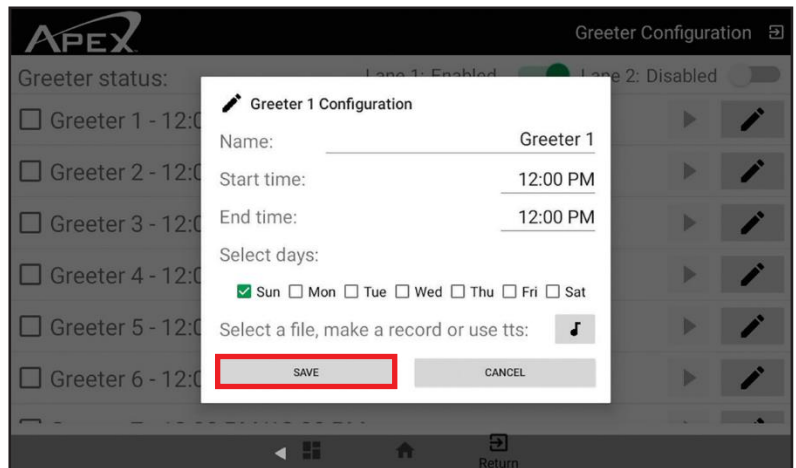 APEX
Greeter Configuration
Greeter status: Lane 1: Enabled Lane 2: Disabled
Greeter 1 - 12:0
Greeter 2 - 12:0
Greeter 3 - 12:0
Greeter 4 - 12:0
Greeter 5 - 12:0
Greeter 6 - 12:0
Greeter 1 Configuration
Name: Greeter 1
Start time: 12:00 PM
End time: 12:00 PM
Select days:
Sun Mon Tue Wed Thu Fri Sat
Select a file, make a record or use tts:
SAVE CANCEL
Return